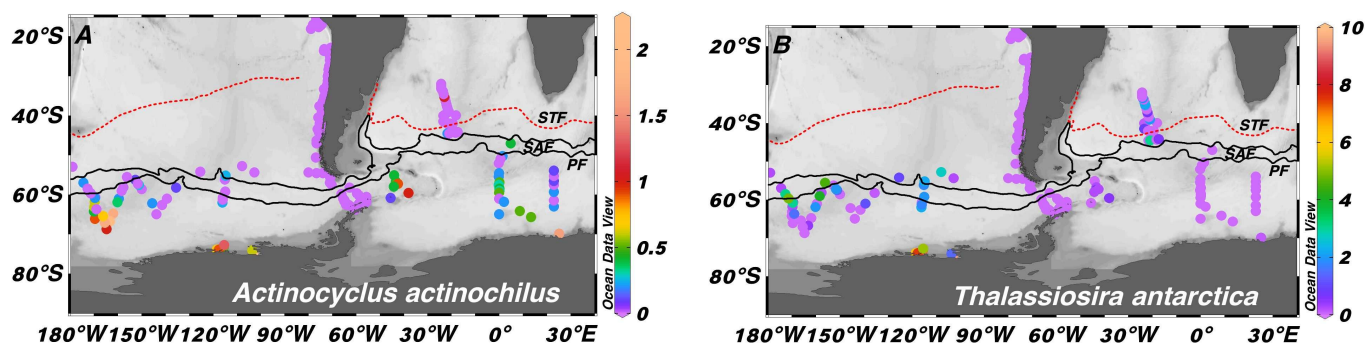 A
20°S
40°S
60°S
80°S
STF
SAF
PF
Actinocyclus actinochilus
180°W 150°W 120°W 90°W 60°W 30°W 0° 30°E
2
1.5
1
0.5
0
Ocean Data View
B
20°S
40°S
60°S
80°S
STF
SAF
PF
Thalassiosira antarctica
180°W 150°W 120°W 90°W 60°W 30°W 0° 30°E
10
8
6
4
2
0
Ocean Data View